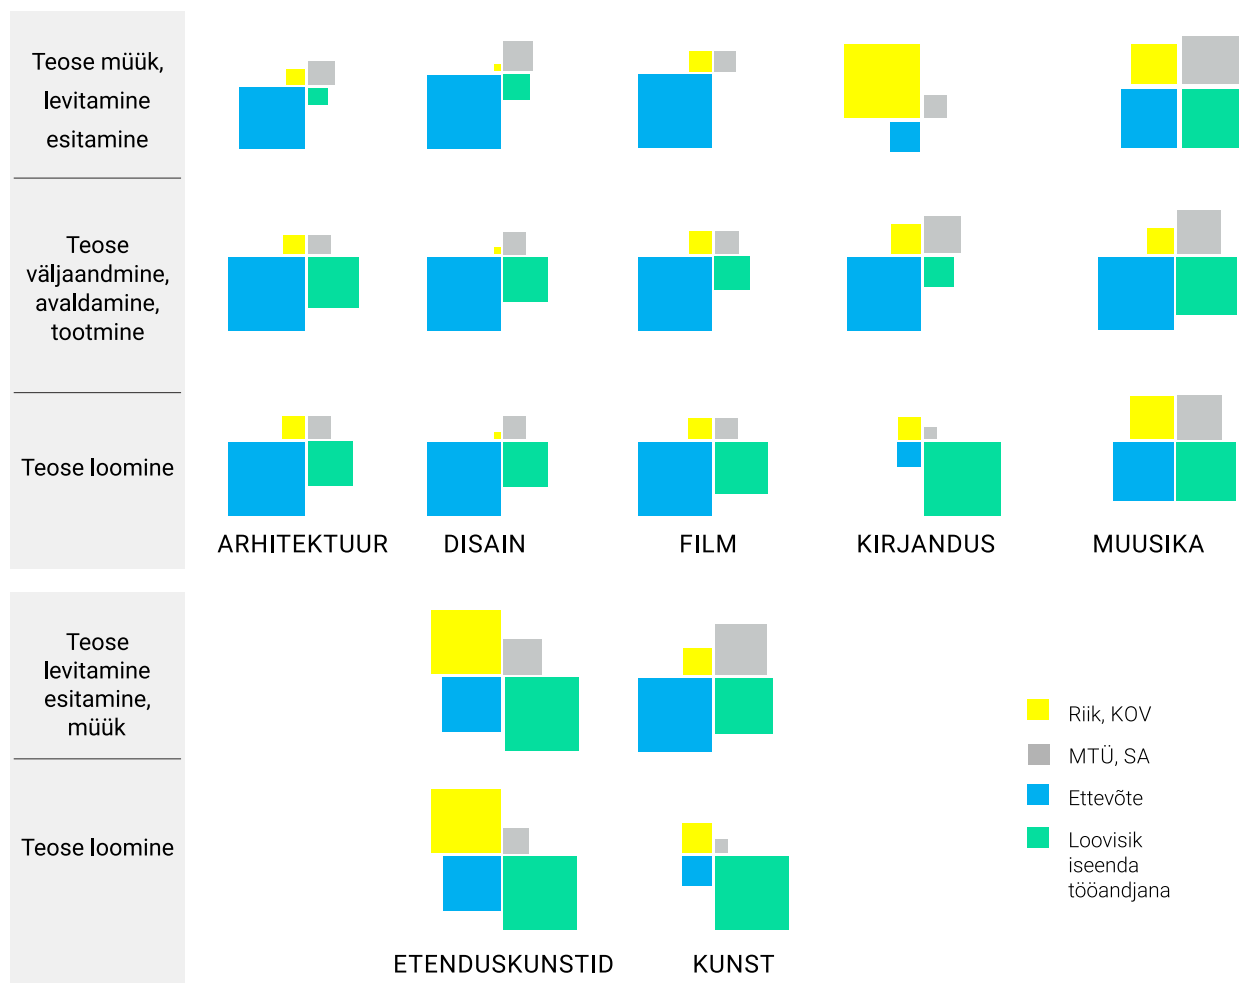 Teose müük,
levitamine
esitamine
Teose
väljaandmine,
avaldamine,
tootmine
Teose loomine
ARHITEKTUUR
DISAIN
FILM
KIRJANDUS
MUUSIKA
Teose
levitamine
esitamine,
müük
Teose loomine
ETENDUSKUNSTID
KUNST
Riik, KOV
MTÜ, SA
Ettevõte
Loovisik
iseenda
tööandjana